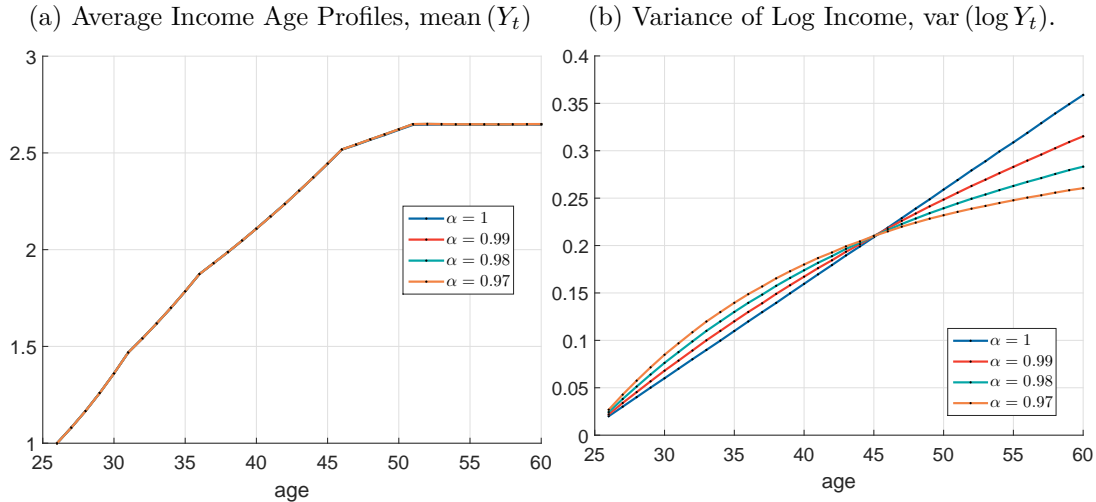 (a) Average Income Age Profiles, mean (Y_t)
3
2.5
2
1.5
1
25 30 35 40 45 50 55 60
age
α = 1
α = 0.99
α = 0.98
α = 0.97
(b) Variance of Log Income, var (log Y_t).
0.4
0.35
0.3
0.25
0.2
0.15
0.1
0.05
0
25 30 35 40 45 50 55 60
age
α = 1
α = 0.99
α = 0.98
α = 0.97